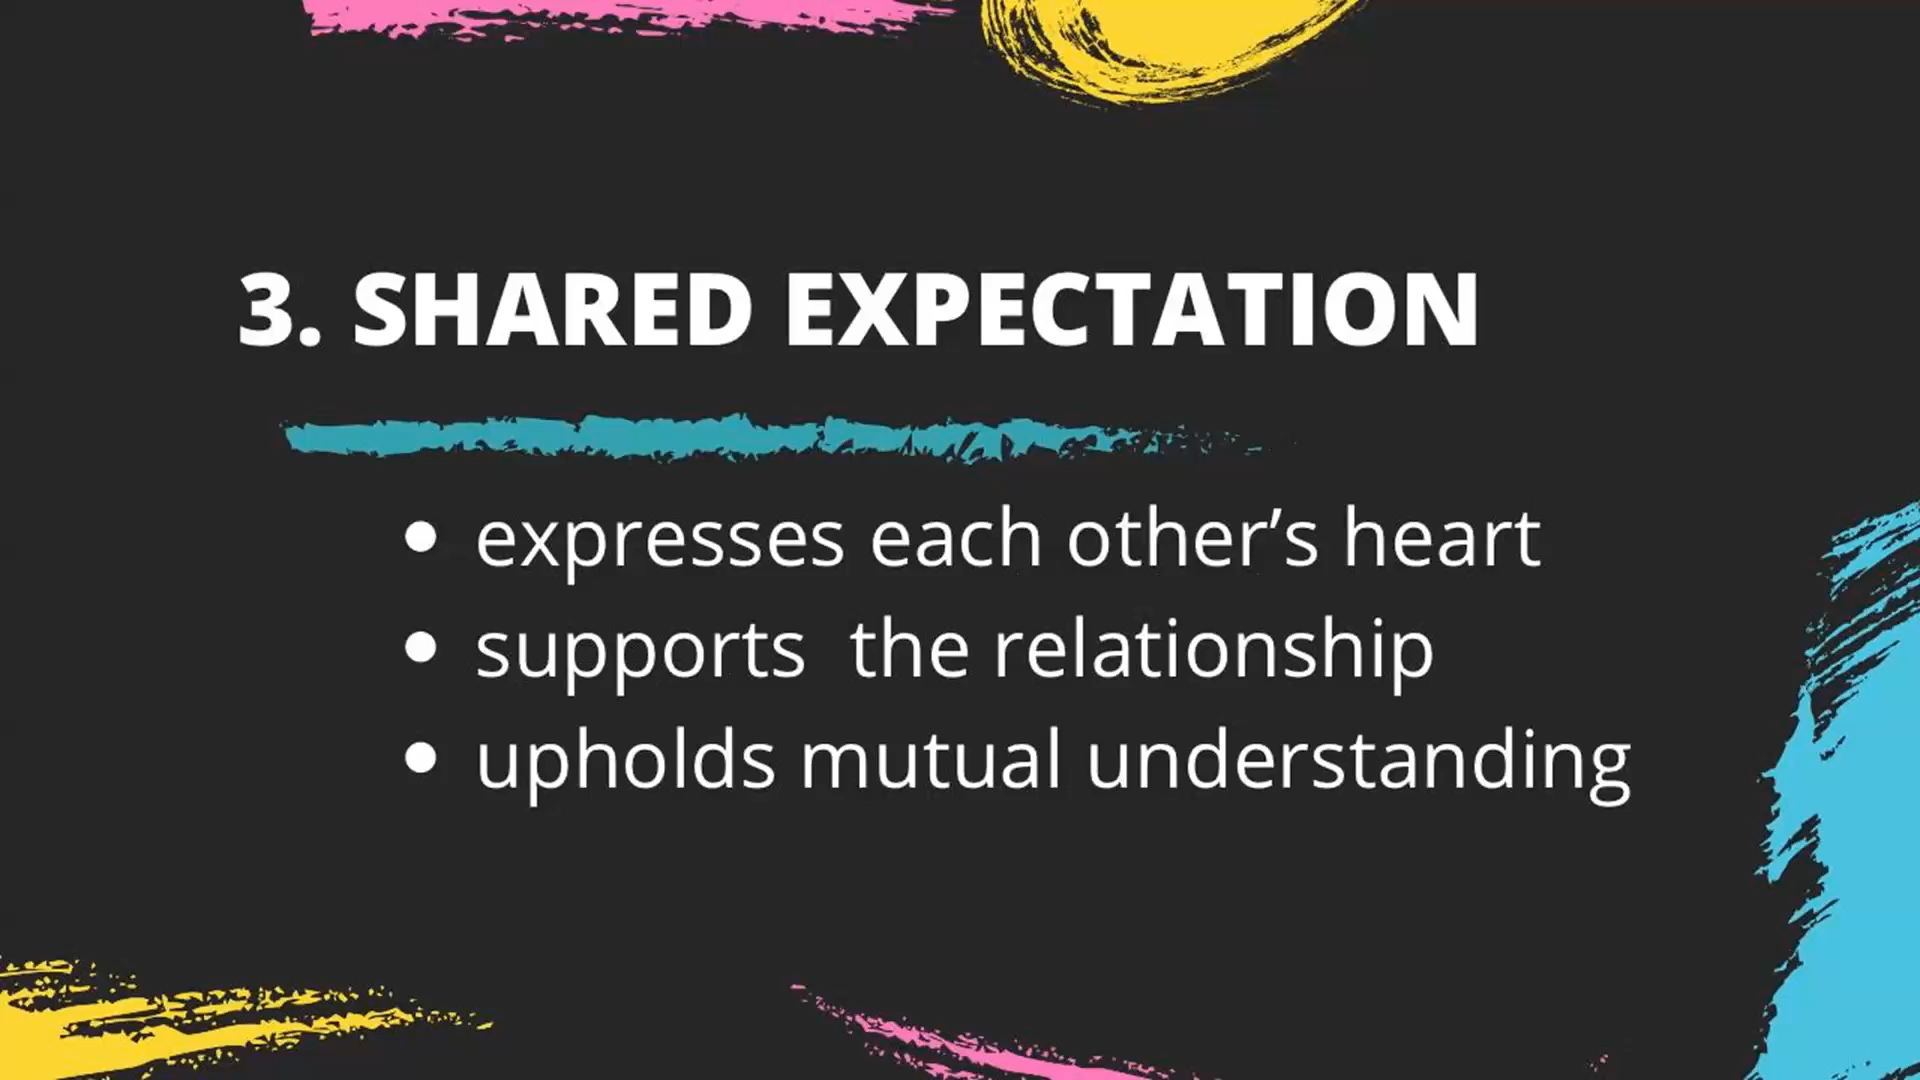 3. SHARED EXPECTATION
• expresses each other’s heart
• supports  the relationship
• upholds mutual understanding